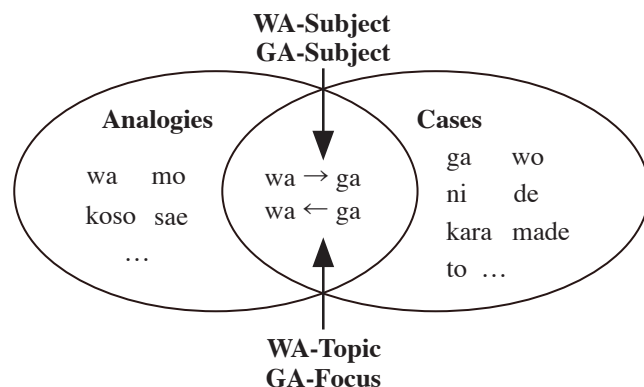 WA-Subject
GA-Subject
Analogies
wa mo
koso sae
…
wa → ga
wa ← ga
Cases
ga wo
ni de
kara made
to …
WA-Topic
GA-Focus